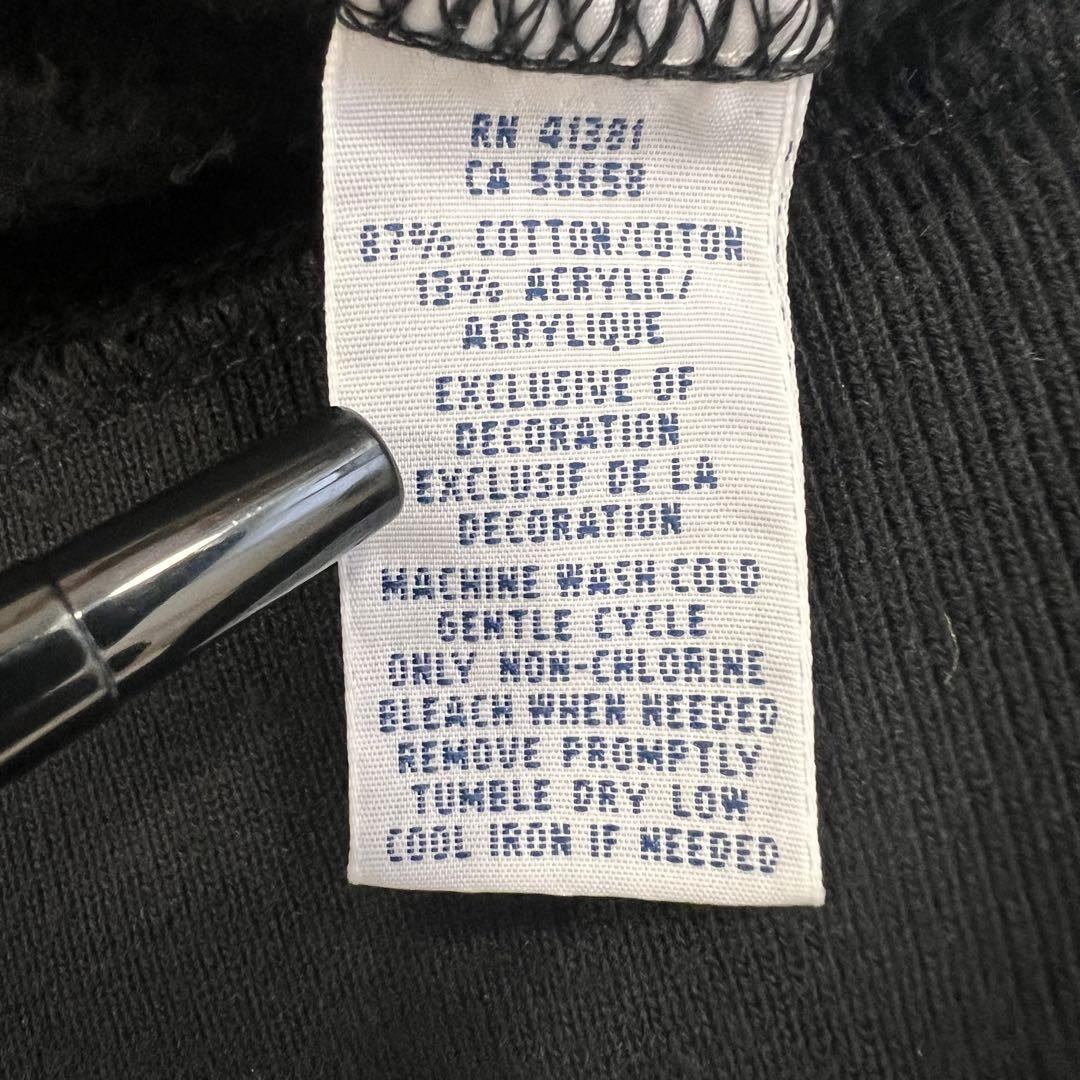 RN 41381
CA 56650
87% COTTON/COTON
13% ACRYLIC/
ACRYLIQUE
EXCLUSIVE OF
DECORATION
EXCLUSIF DE LA
DECORATION
MACHINE WASH COLD
GENTLE CYCLE
ONLY NON-CHLORINE
BLEACH WHEN NEEDED
REMOVE PROMPTLY
TUMBLE DRY LOW
COOL IRON IF NEEDED